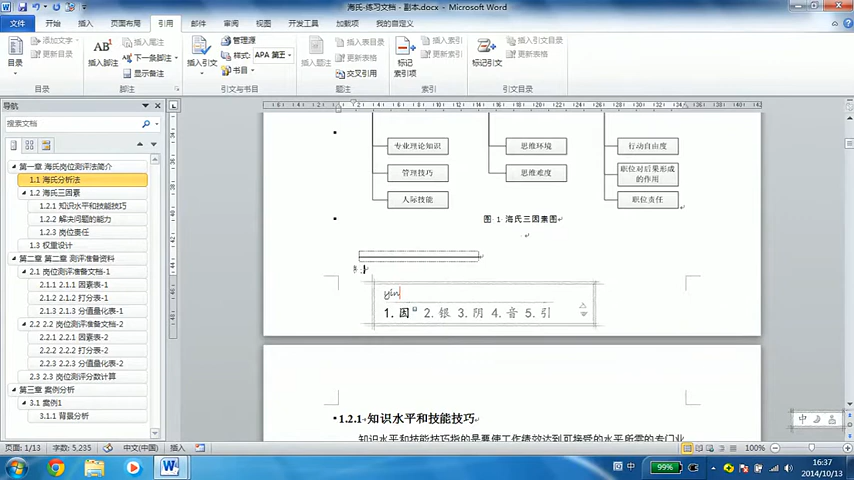 海氏-练习文档 - 副本.docx - Microsoft Word
文件 开始 插入 页面布局 引用 邮件 审阅 视图 开发工具 加载项 我的自定义
目录
添加文字
更新目录
目录
AB¹
插入脚注
插入尾注
下一条脚注
显示备注
脚注
插入引文
管理源
样式: APA 第五
书目
引文与书目
插入题注
插入表目录
更新表格
交叉引用
题注
标记
索引项
插入索引
更新索引
索引
标记引文
插入引文目录
更新表格
引文目录
导航
搜索文档
第一章 海氏岗位测评法简介
1.1 海氏分析法
1.2 海氏三因素
1.2.1 知识水平和技能技巧
1.2.2 解决问题的能力
1.2.3 岗位责任
1.3 权重设计
第二章 第二章 测评准备资料
2.1 岗位测评准备文档-1
2.1.1 2.1.1 因素表-1
2.1.2 2.1.2 打分表-1
2.1.3 2.1.3 分值量化表-1
2.2 2.2 岗位测评准备文档-2
2.2.1 2.2.1 因素表-2
2.2.2 2.2.2 打分表-2
2.2.3 2.2.3 分值量化表-2
2.3 2.3 岗位测评分数计算
第三章 案例分析
3.1 案例1
3.1.1 背景分析
专业理论知识 思维环境 行动自由度
管理技巧 思维难度 职位对后果形成的作用
人际技能 职位责任
图 1 海氏三因素图
yin
1.因 2.银 3.阴 4.音 5.引
1.2.1 知识水平和技能技巧
知识水平和技能技巧指的是要使工作绩效达到可接受的水平所需的专门业
中
页面: 1/13 字数: 5,235 中文(中国) 插入 100%
中 99% 16:37
2014/10/13